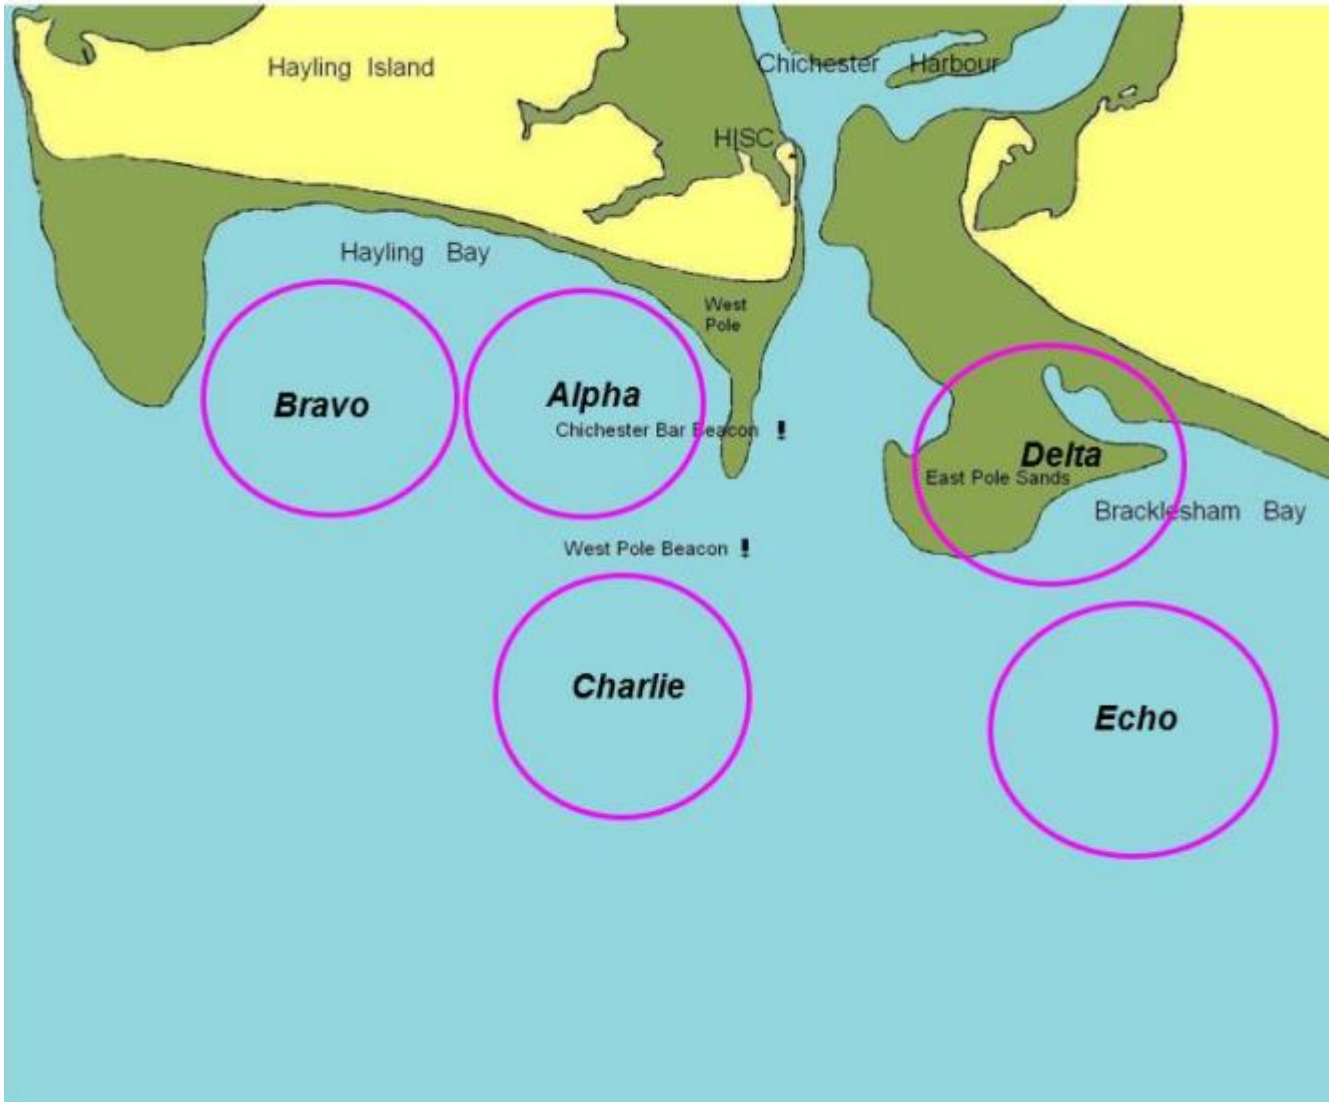 Hayling Island
Chichester Harbour
HISC
Hayling Bay
West
Pole
Bravo
Alpha
Chichester Bar Beacon !
Delta
East Pole Sands
Bracklesham Bay
West Pole Beacon !
Charlie
Echo